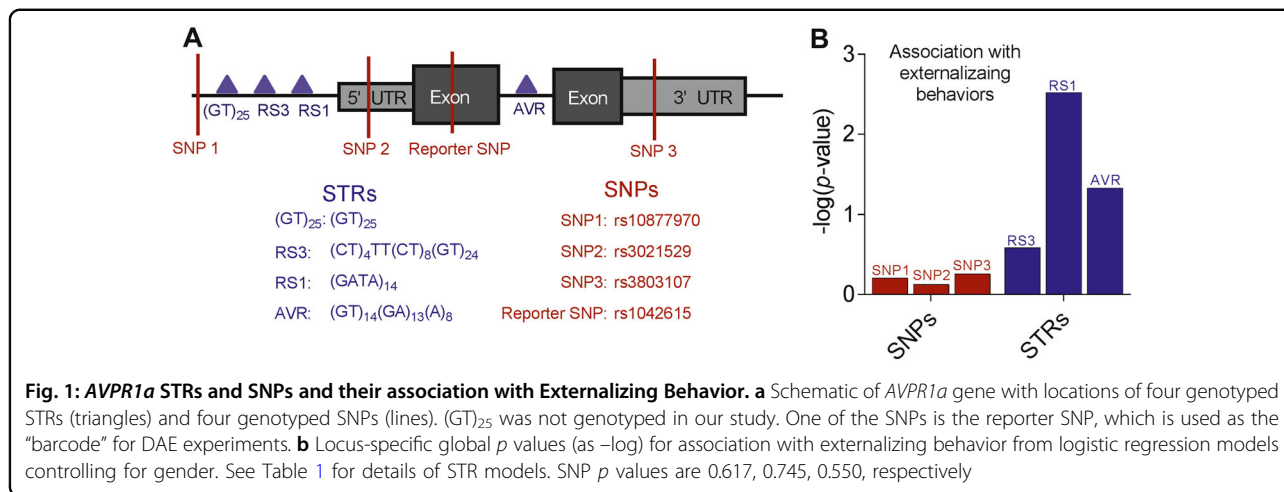 A
(GT)25 RS3 RS1
5' UTR
Exon
AVR
Exon
3' UTR
SNP 1
SNP 2
Reporter SNP
SNP 3
STRs
(GT)25: (GT)25
RS3: (CT)4TT(CT)8(GT)24
RS1: (GATA)14
AVR: (GT)14(GA)13(A)8
SNPs
SNP1: rs10877970
SNP2: rs3021529
SNP3: rs3803107
Reporter SNP: rs1042615
B
Association with
externalizaing
behaviors
-log(p-value)
3
2
1
0
SNP1
SNP2
SNP3
RS3
RS1
AVR
SNPs
STRs
Fig. 1: AVPR1a STRs and SNPs and their association with Externalizing Behavior. a Schematic of AVPR1a gene with locations of four genotyped
STRs (triangles) and four genotyped SNPs (lines). (GT)25 was not genotyped in our study. One of the SNPs is the reporter SNP, which is used as the
“barcode” for DAE experiments. b Locus-specific global p values (as –log) for association with externalizing behavior from logistic regression models
controlling for gender. See Table 1 for details of STR models. SNP p values are 0.617, 0.745, 0.550, respectively